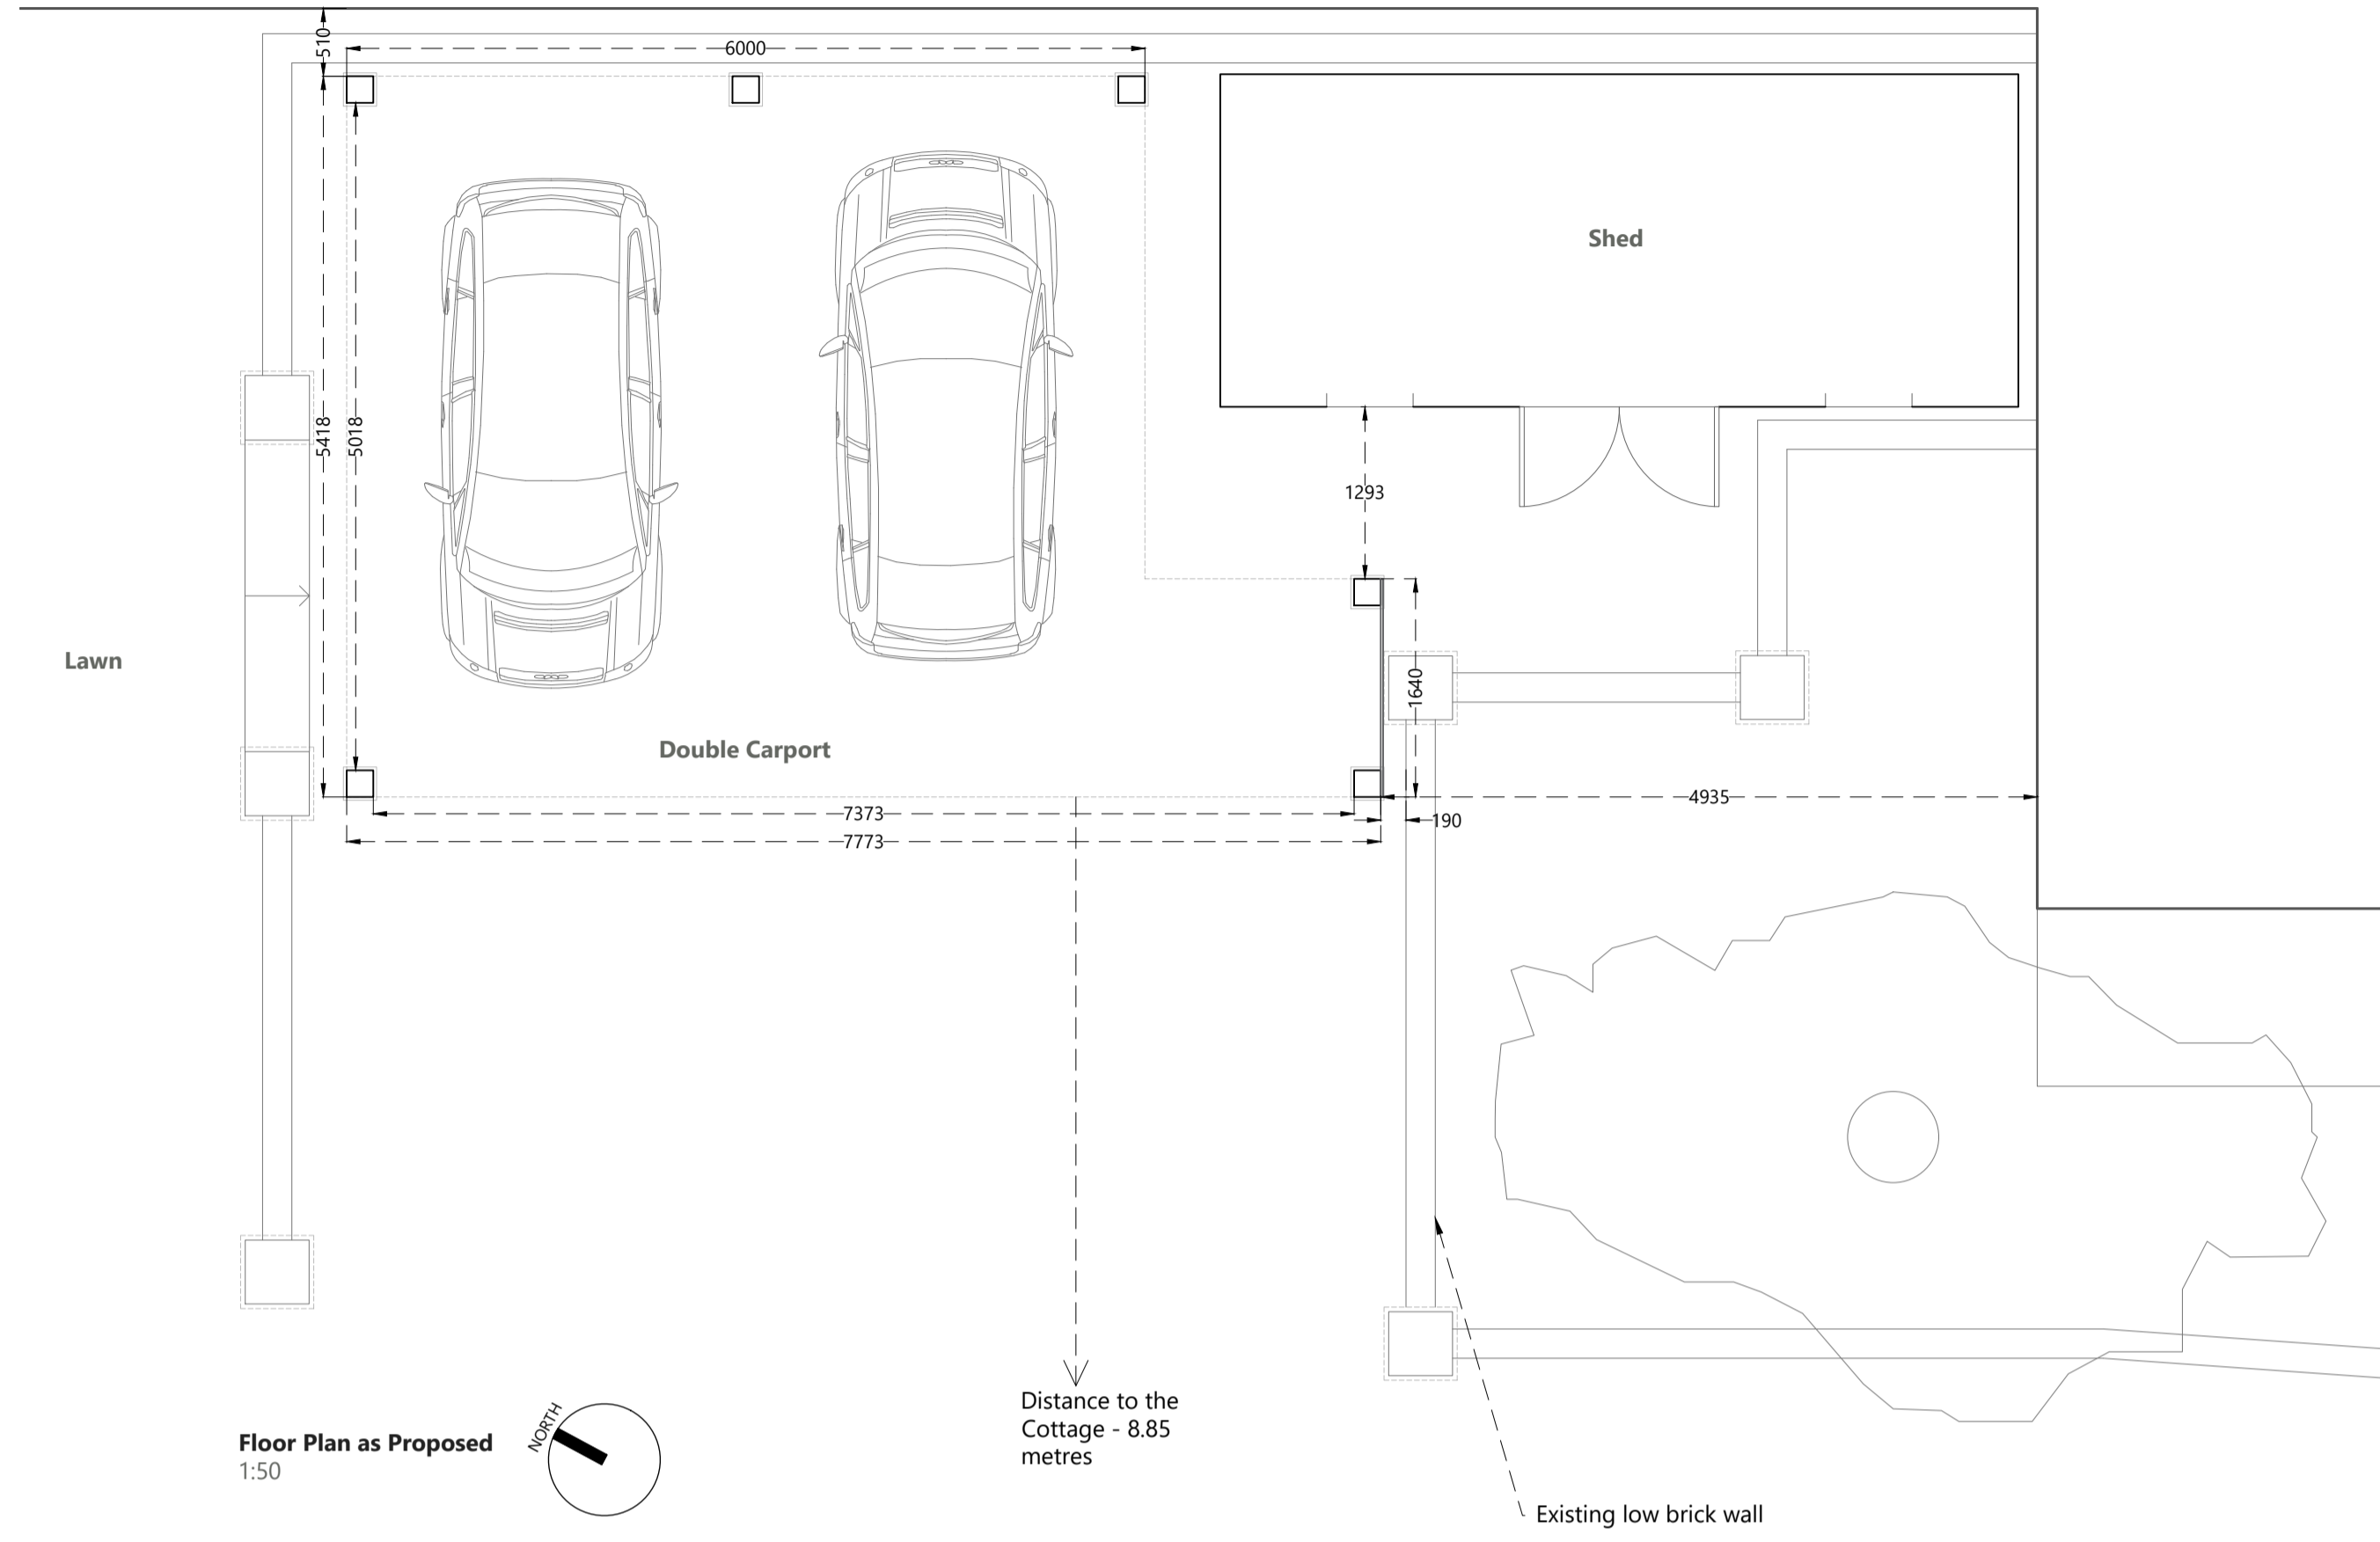 510
6000
Shed
5418
5018
1293
Lawn
1640
Double Carport
4935
7373
190
7773
Distance to the
Cottage - 8.85
metres
NORTH
Floor Plan as Proposed
1:50
Existing low brick wall